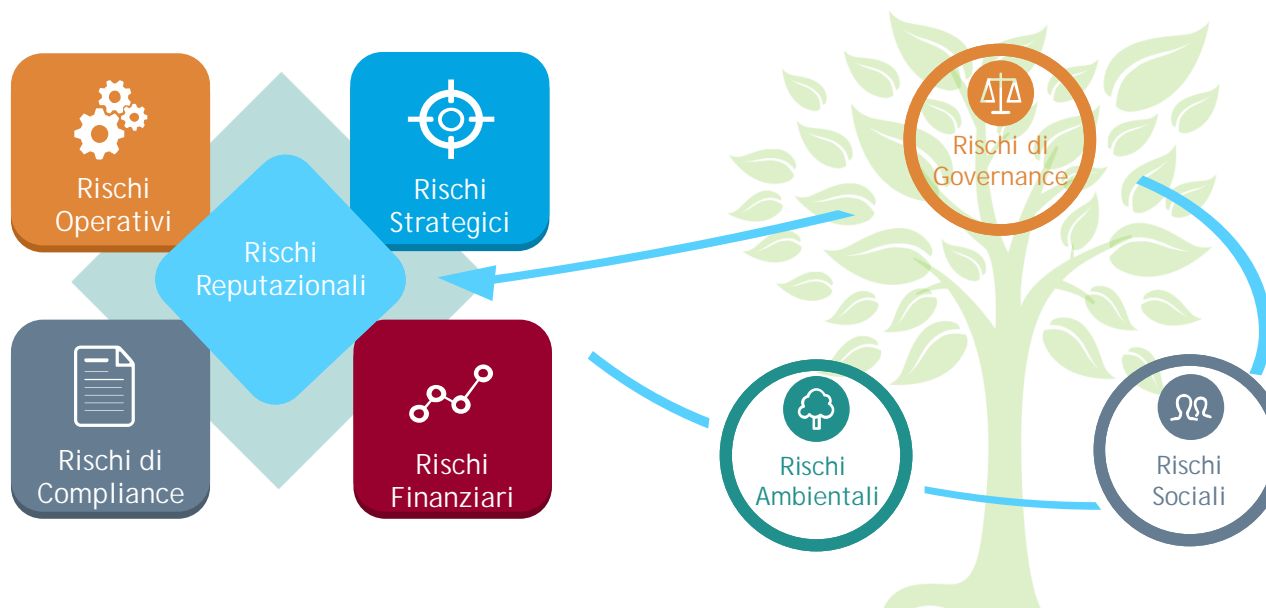 Rischi
Operativi
Rischi
Strategici
Rischi
Reputazionali
Rischi di
Compliance
Rischi
Finanziari
Rischi di
Governance
Rischi
Ambientali
Rischi
Sociali